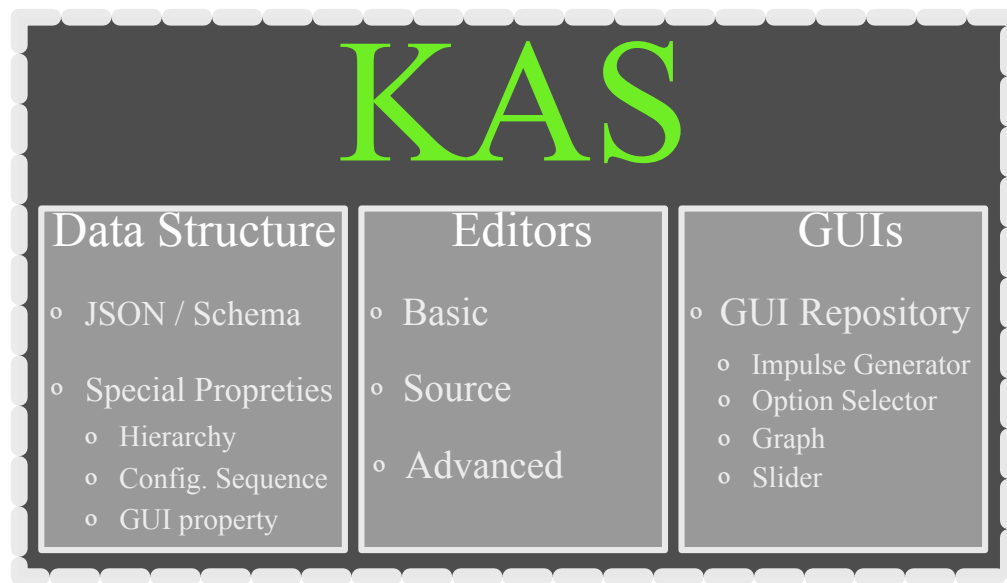 KAS
Data Structure
o JSON / Schema
o Special Propreties
o Hierarchy
o Config. Sequence
o GUI property
Editors
o Basic
o Source
o Advanced
GUIs
o GUI Repository
o Impulse Generator
o Option Selector
o Graph
o Slider